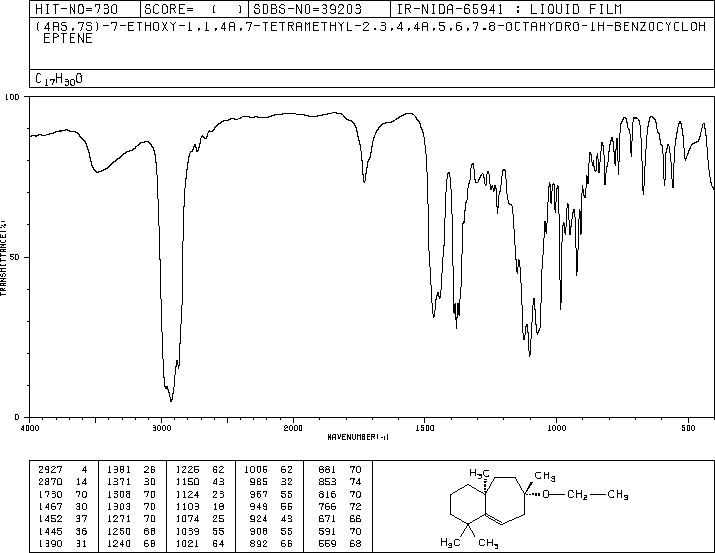 HIT-NO=730 SCORE= ( ) SDBS-NO=39203 IR-NIDA-65941 : LIQUID FILM
(4AS,7S)-7-ETHOXY-1,1,4A,7-TETRAMETHYL-2,3,4,4A,5,6,7,8-OCTAHYDRO-1H-BENZOCYCLOH
EPTENE
C17H30O
100
50
0
TRANSMITTANCE(%)
4000 3000 2000 1500 1000 500
WAVENUMBER(-1)
2927 4 1381 26 1226 62 1006 62 681 70
2870 14 1371 30 1150 43 985 32 853 74
1730 70 1308 70 1124 23 967 55 816 70
1467 30 1303 70 1103 18 949 55 766 72
1452 37 1271 70 1074 25 924 43 671 66
1445 36 1250 68 1039 55 908 55 591 70
1390 31 1240 68 1021 64 892 66 559 68
H3C CH3
O CH2 CH3
H3C CH3